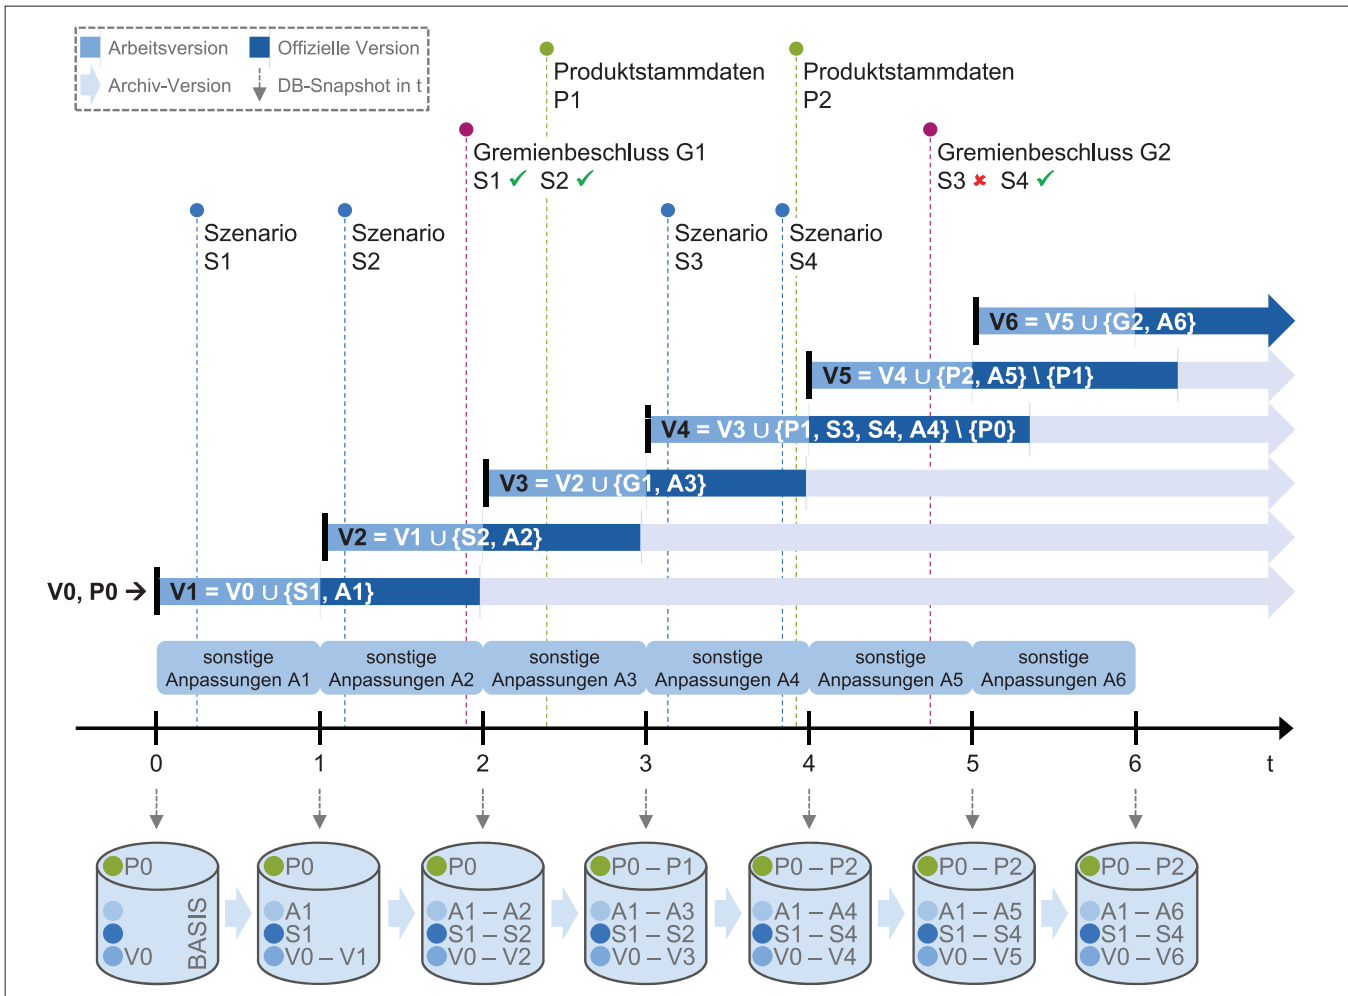 Arbeitsversion
Offizielle Version
Archiv-Version
DB-Snapshot in t
Produktstammdaten
P1
Produktstammdaten
P2
Gremienbeschluss G1
S1 ✓ S2 ✓
Gremienbeschluss G2
S3 ✗ S4 ✓
Szenario
S1
Szenario
S2
Szenario
S3
Szenario
S4
V6 = V5 ∪ {G2, A6}
V5 = V4 ∪ {P2, A5} \ {P1}
V4 = V3 ∪ {P1, S3, S4, A4} \ {P0}
V3 = V2 ∪ {G1, A3}
V2 = V1 ∪ {S2, A2}
V0, P0 → V1 = V0 ∪ {S1, A1}
sonstige
Anpassungen A1
sonstige
Anpassungen A2
sonstige
Anpassungen A3
sonstige
Anpassungen A4
sonstige
Anpassungen A5
sonstige
Anpassungen A6
0 1 2 3 4 5 6 t
P0
V0
BASIS
P0
A1
S1
V0 – V1
P0
A1 – A2
S1 – S2
V0 – V2
P0 – P1
A1 – A3
S1 – S2
V0 – V3
P0 – P2
A1 – A4
S1 – S4
V0 – V4
P0 – P2
A1 – A5
S1 – S4
V0 – V5
P0 – P2
A1 – A6
S1 – S4
V0 – V6